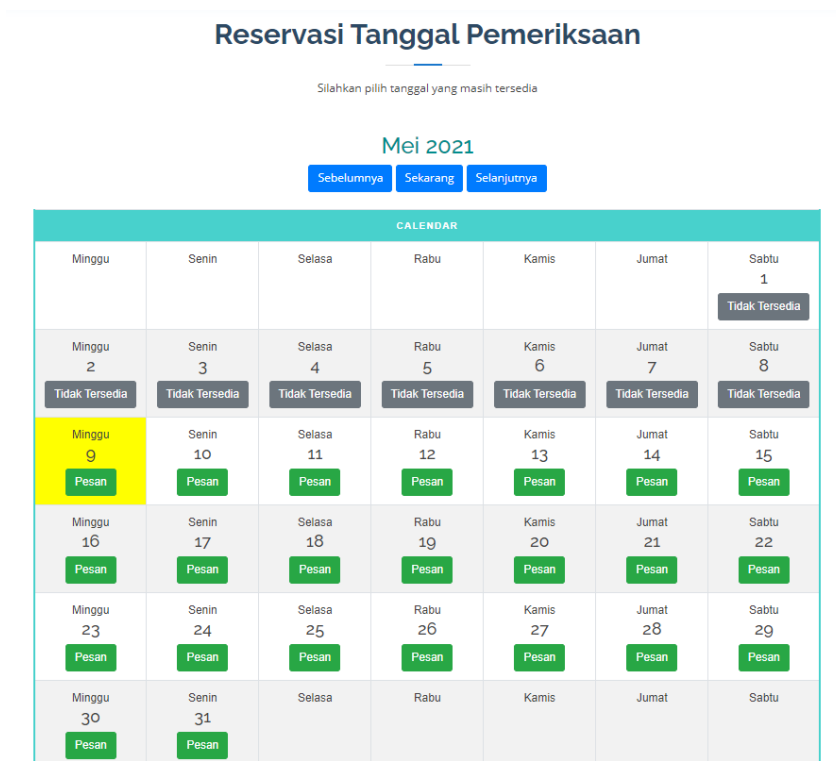 Reservasi Tanggal Pemeriksaan
Silahkan pilih tanggal yang masih tersedia
Mei 2021
Sebelumnya Sekarang Selanjutnya
CALENDAR
Minggu Senin Selasa Rabu Kamis Jumat Sabtu
1
Tidak Tersedia
Minggu Senin Selasa Rabu Kamis Jumat Sabtu
2 3 4 5 6 7 8
Tidak Tersedia Tidak Tersedia Tidak Tersedia Tidak Tersedia Tidak Tersedia Tidak Tersedia Tidak Tersedia
Minggu Senin Selasa Rabu Kamis Jumat Sabtu
9 10 11 12 13 14 15
Pesan Pesan Pesan Pesan Pesan Pesan Pesan
Minggu Senin Selasa Rabu Kamis Jumat Sabtu
16 17 18 19 20 21 22
Pesan Pesan Pesan Pesan Pesan Pesan Pesan
Minggu Senin Selasa Rabu Kamis Jumat Sabtu
23 24 25 26 27 28 29
Pesan Pesan Pesan Pesan Pesan Pesan Pesan
Minggu Senin Selasa Rabu Kamis Jumat Sabtu
30 31
Pesan Pesan